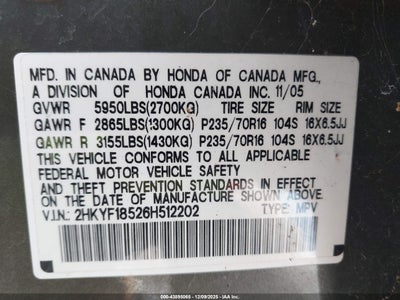 MFD. IN CANADA BY HONDA OF CANADA MFG.,
A DIVISION OF HONDA CANADA INC. 11/05
GVWR 5950LBS(2700KG) TIRE SIZE RIM SIZE
GAWR F 2865LBS(1300KG) P235/70R16 104S 16X6.5JJ
GAWR R 3155LBS(1430KG) P235/70R16 104S 16X6.5JJ
THIS VEHICLE CONFORMS TO ALL APPLICABLE
FEDERAL MOTOR VEHICLE SAFETY
AND THEFT PREVENTION STANDARDS IN EFFECT
ON THE DATE OF MANUFACTURE SHOWN ABOVE.
V.I.N.: 2HKYF18526H512202 TYPE: MPV
000-43895065 - 12/09/2025 - IAA Inc.